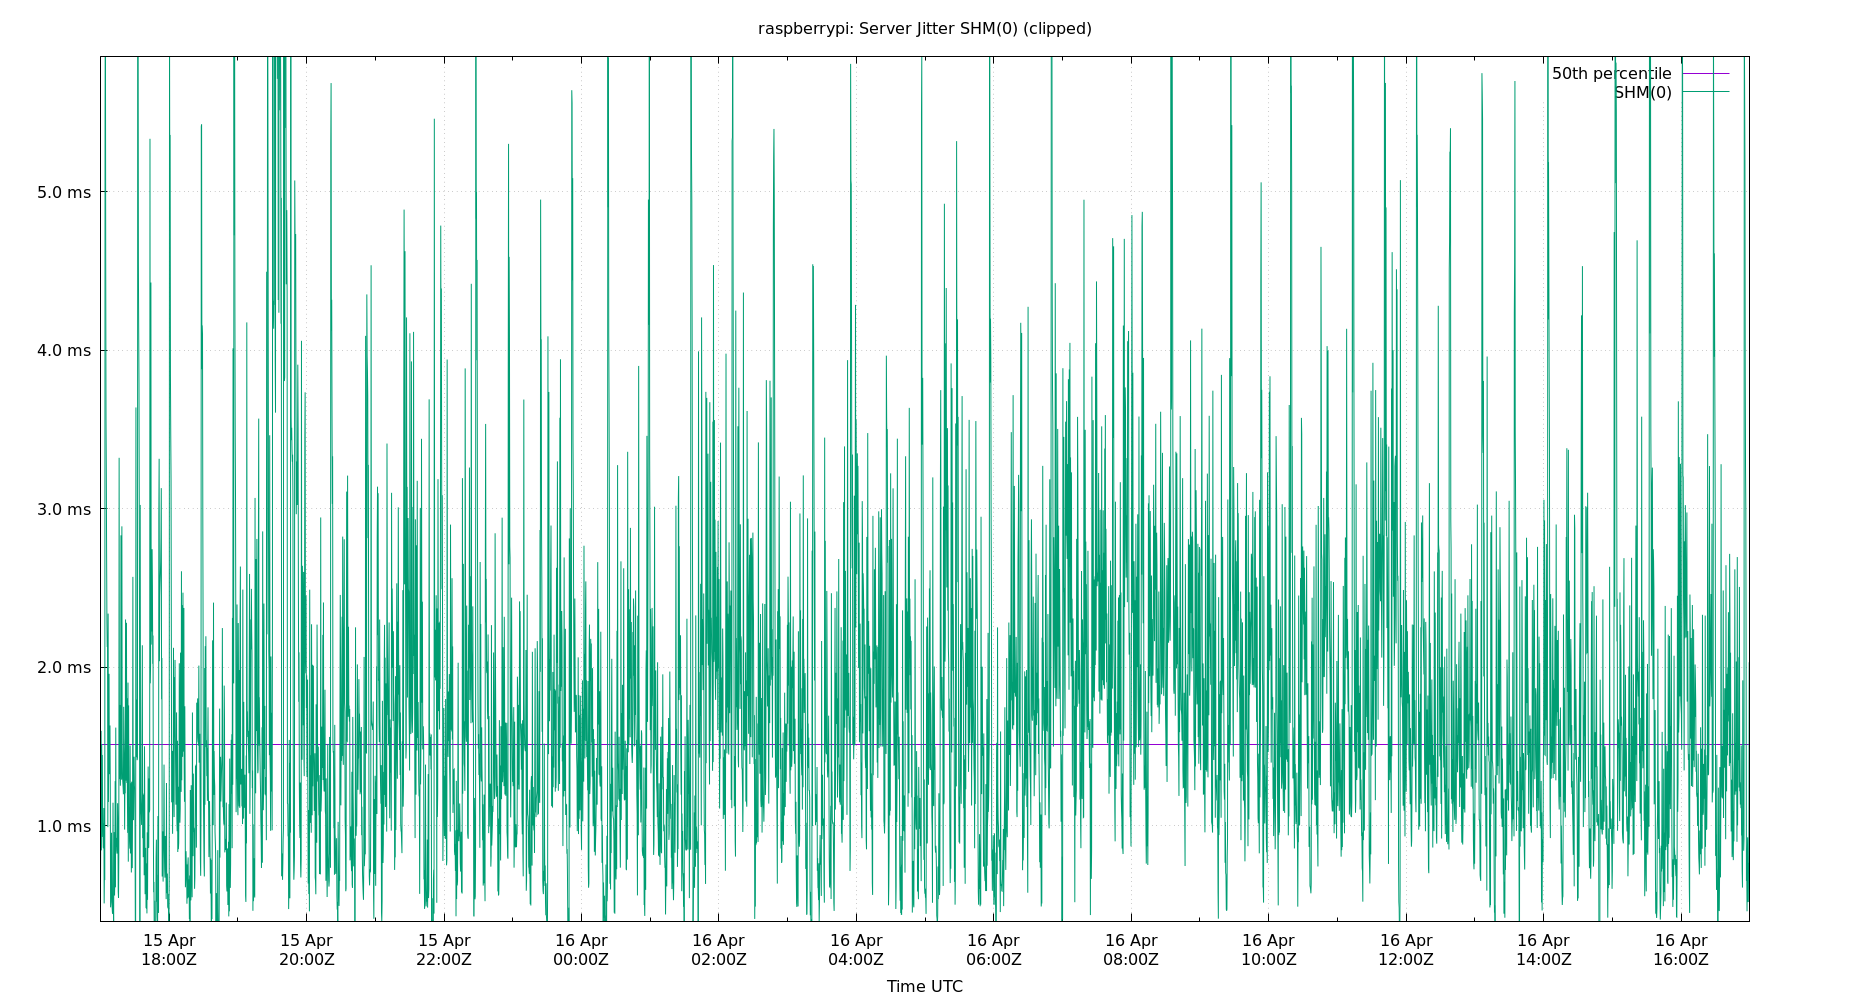 raspberrypi: Server Jitter SHM(0) (clipped)
50th percentile
SHM(0)
5.0 ms
4.0 ms
3.0 ms
2.0 ms
1.0 ms
15 Apr 15 Apr 15 Apr 16 Apr 16 Apr 16 Apr 16 Apr 16 Apr 16 Apr 16 Apr 16 Apr 16 Apr
18:00Z 20:00Z 22:00Z 00:00Z 02:00Z 04:00Z 06:00Z 08:00Z 10:00Z 12:00Z 14:00Z 16:00Z
Time UTC